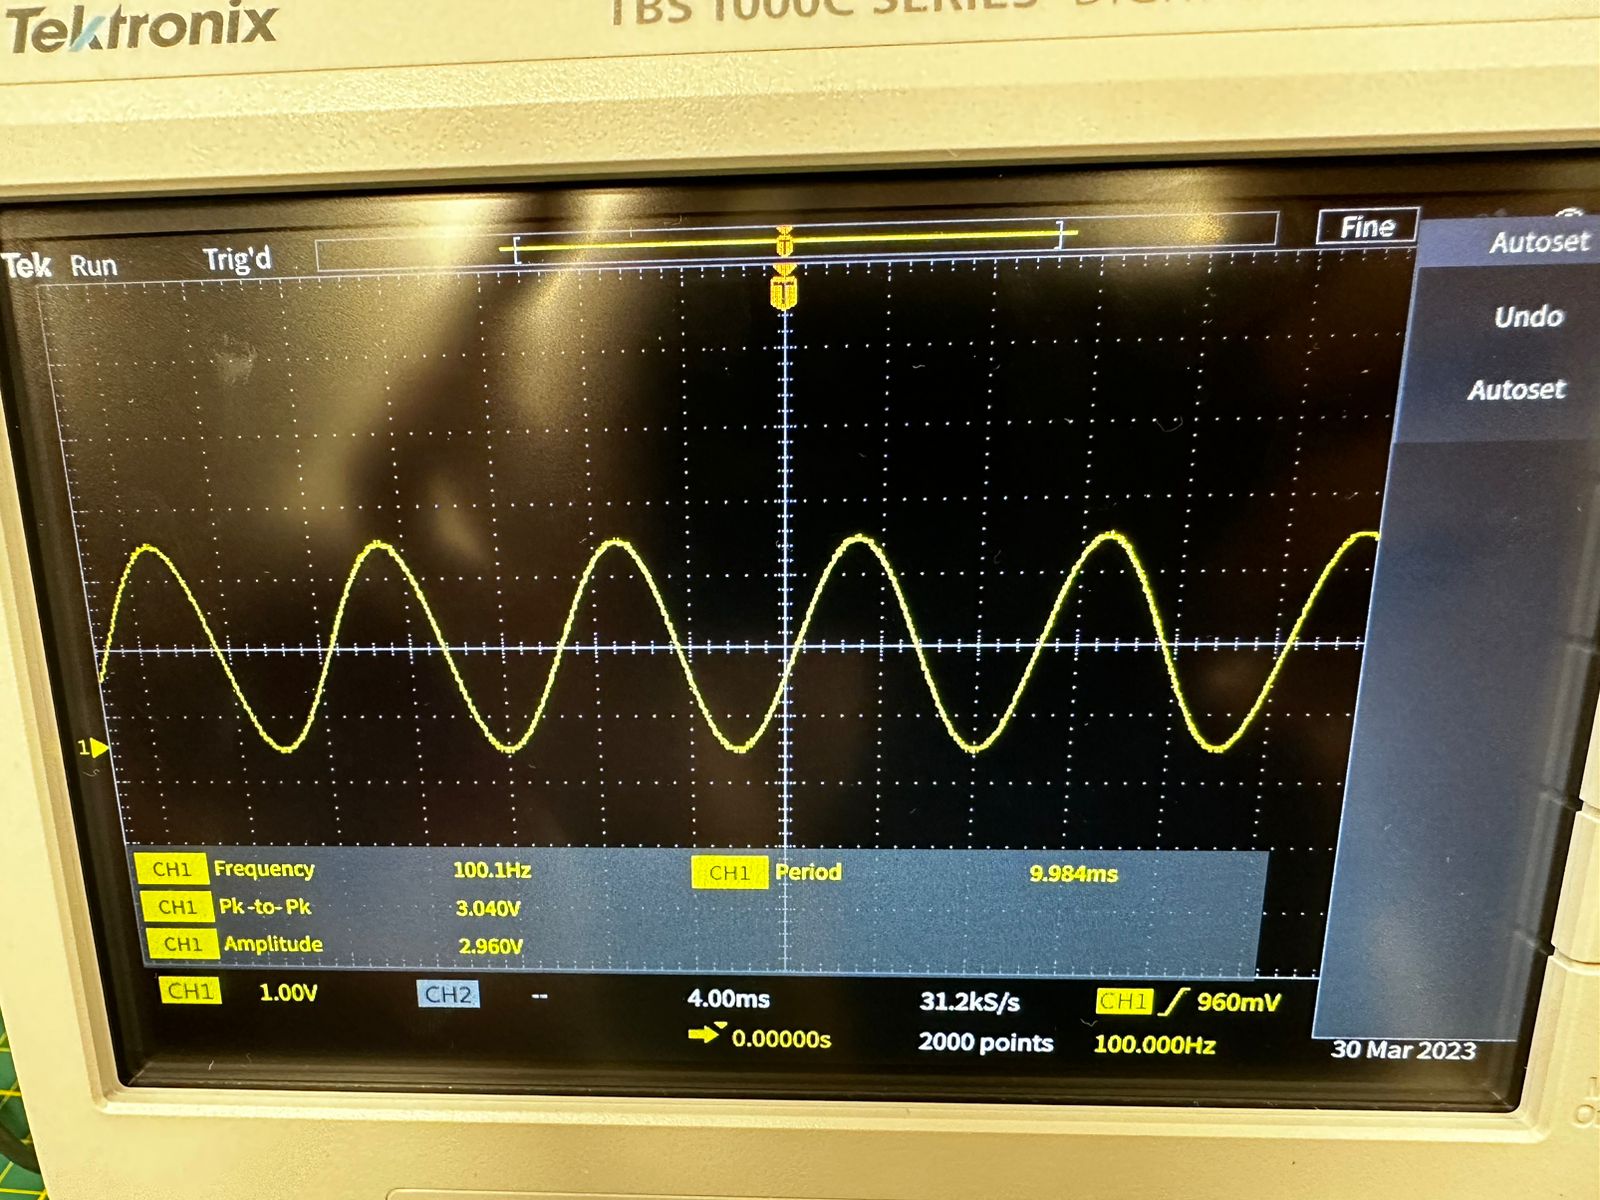 Tektronix
TBS 1000C SERIES
Tek Run Trig'd T Fine Autoset
T
Undo
Autoset
1
CH1 Frequency 100.1Hz CH1 Period 9.984ms
CH1 Pk-to-Pk 3.040V
CH1 Amplitude 2.960V
CH1 1.00V CH2 -- 4.00ms 31.2kS/s CH1 960mV
0.00000s 2000 points 100.000Hz 30 Mar 2023